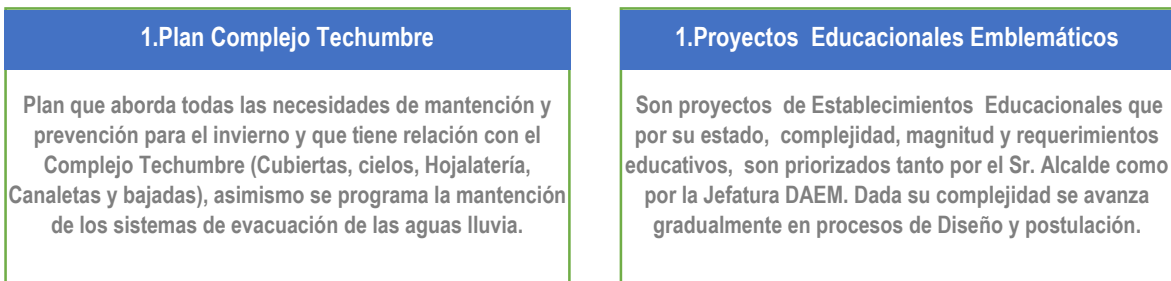 1.Plan Complejo Techumbre
Plan que aborda todas las necesidades de mantención y
prevención para el invierno y que tiene relación con el
Complejo Techumbre (Cubiertas, cielos, Hojalatería,
Canaletas y bajadas), asimismo se programa la mantención
de los sistemas de evacuación de las aguas lluvia.
1.Proyectos Educacionales Emblemáticos
Son proyectos de Establecimientos Educacionales que
por su estado, complejidad, magnitud y requerimientos
educativos, son priorizados tanto por el Sr. Alcalde como
por la Jefatura DAEM. Dada su complejidad se avanza
gradualmente en procesos de Diseño y postulación.